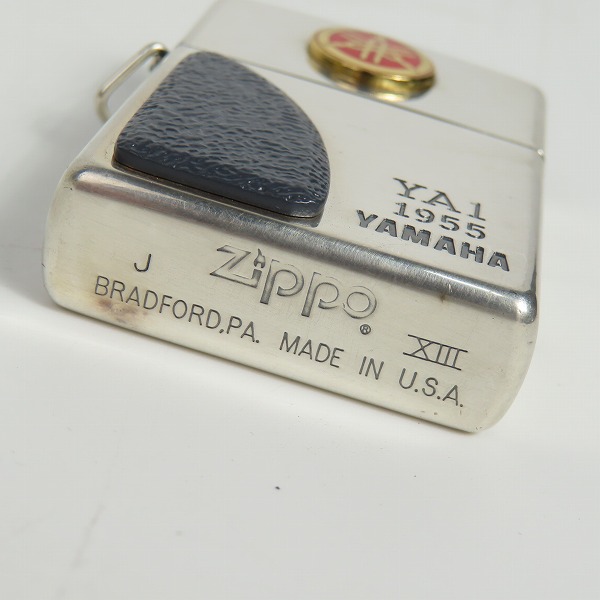 YA1
1955
YAMAHA
J Zippo ® XIII
BRADFORD,PA. MADE IN U.S.A.